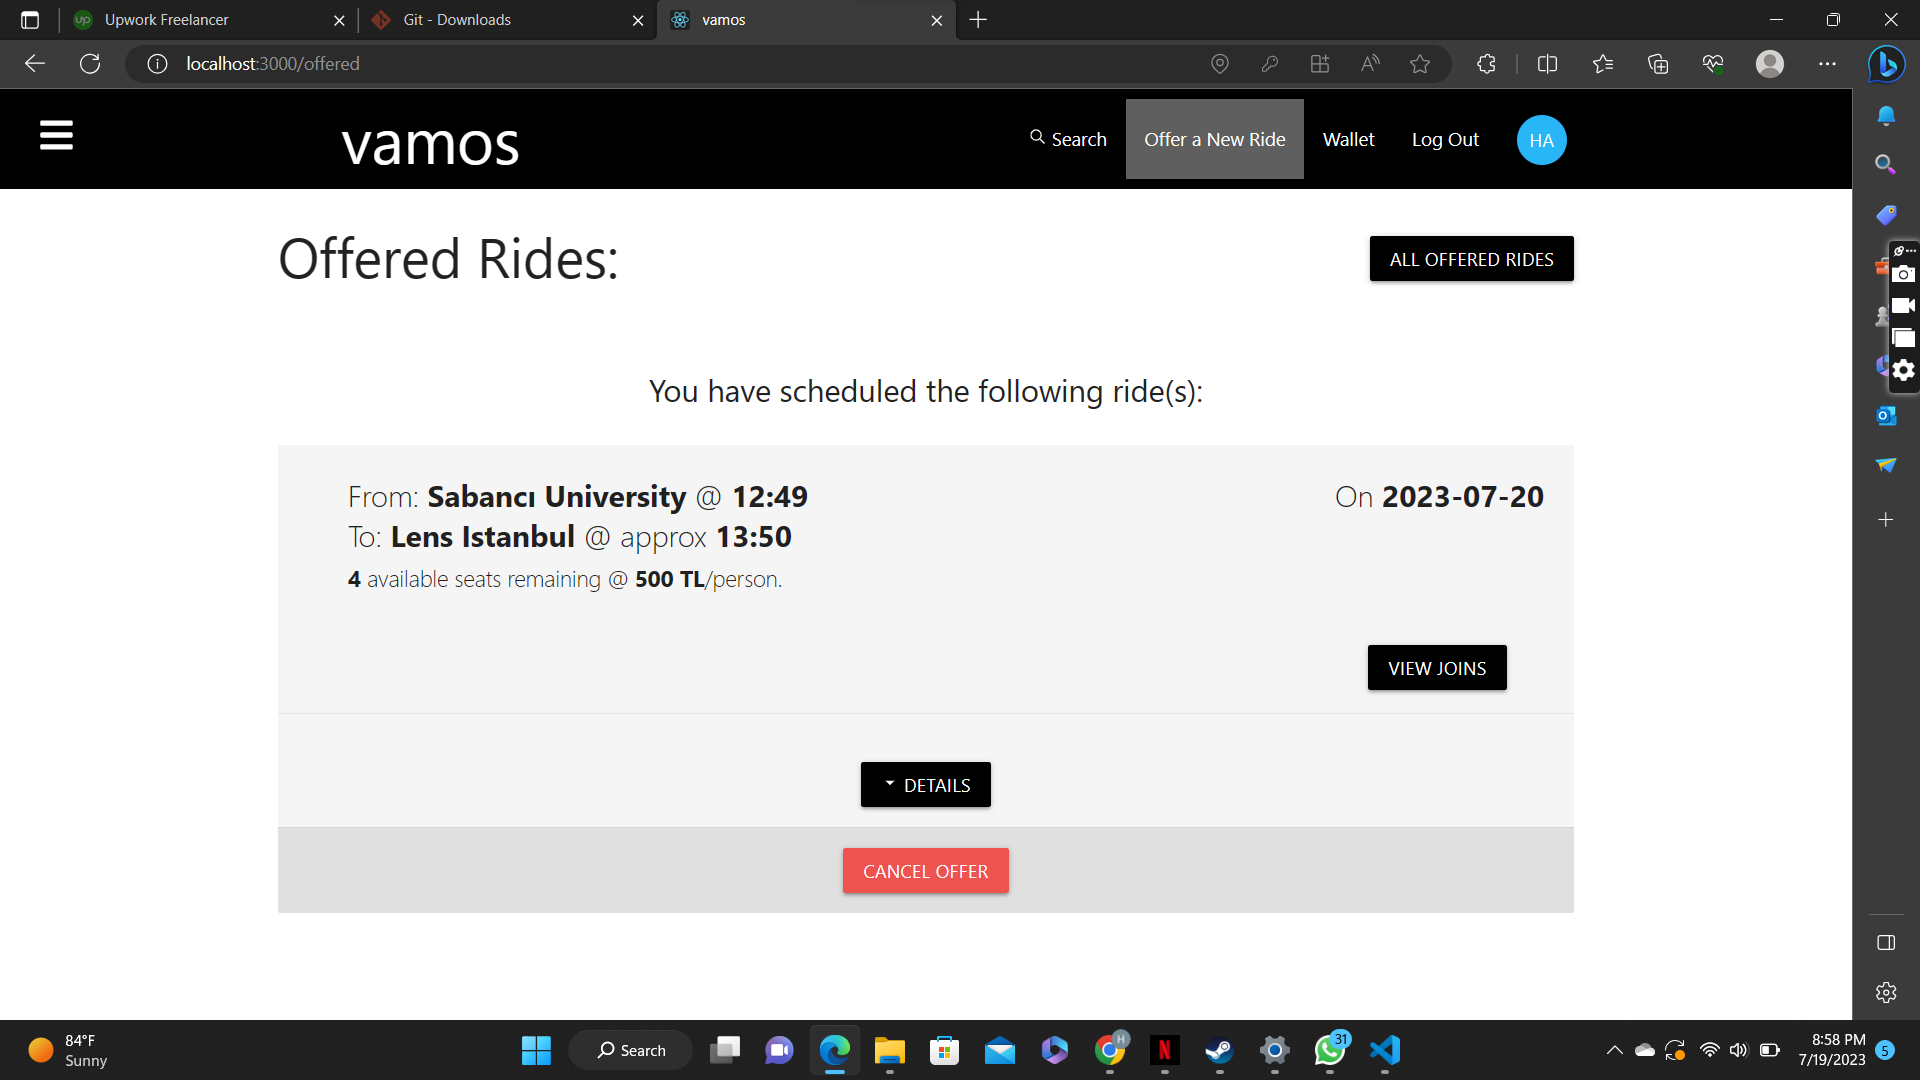 Upwork Freelancer
Git - Downloads
vamos
localhost:3000/offered
vamos
Search
Offer a New Ride
Wallet
Log Out
HA
Offered Rides:
ALL OFFERED RIDES
You have scheduled the following ride(s):
From: Sabancı University @ 12:49
On 2023-07-20
To: Lens Istanbul @ approx 13:50
4 available seats remaining @ 500 TL/person.
VIEW JOINS
DETAILS
CANCEL OFFER
84°F
Sunny
Search
H
N
31
8:58 PM
7/19/2023
5